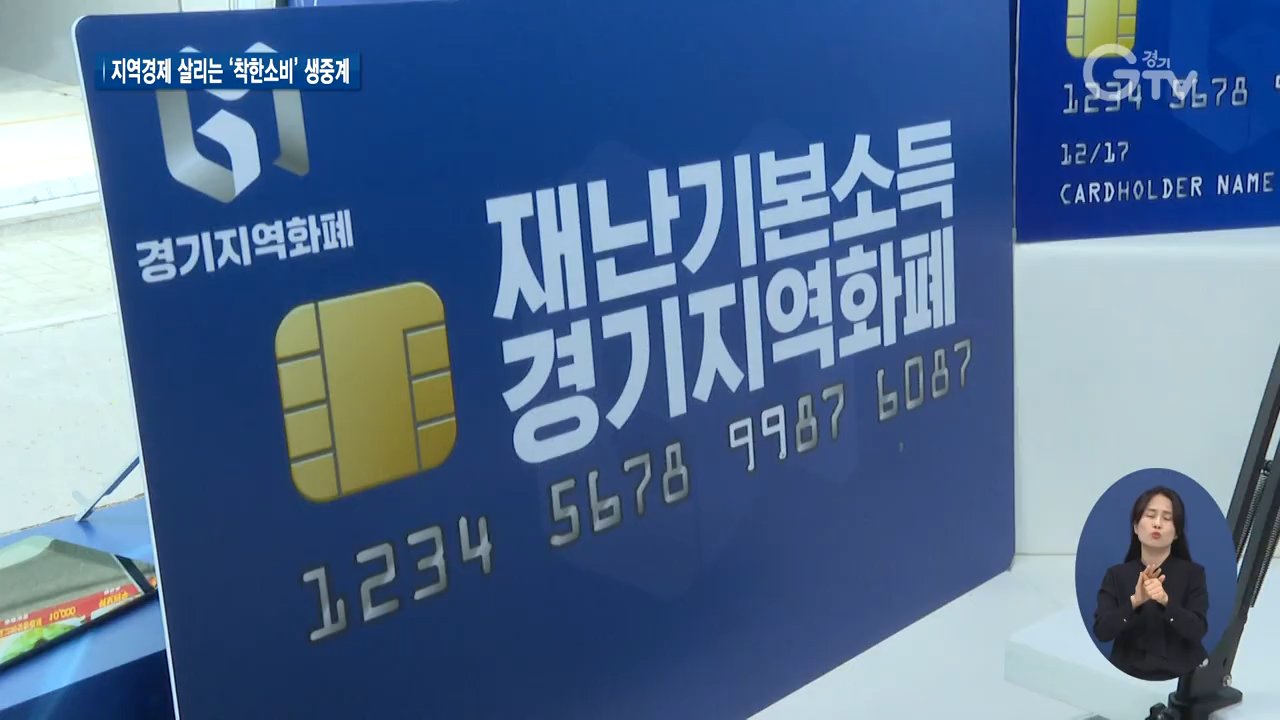 지역경제 살리는 ‘착한소비’ 생중계
경기
GTV
경기지역화폐
재난기본소득
경기지역화폐
1234 5678 9987 6087
1234 5678
12/17
CARDHOLDER NAME